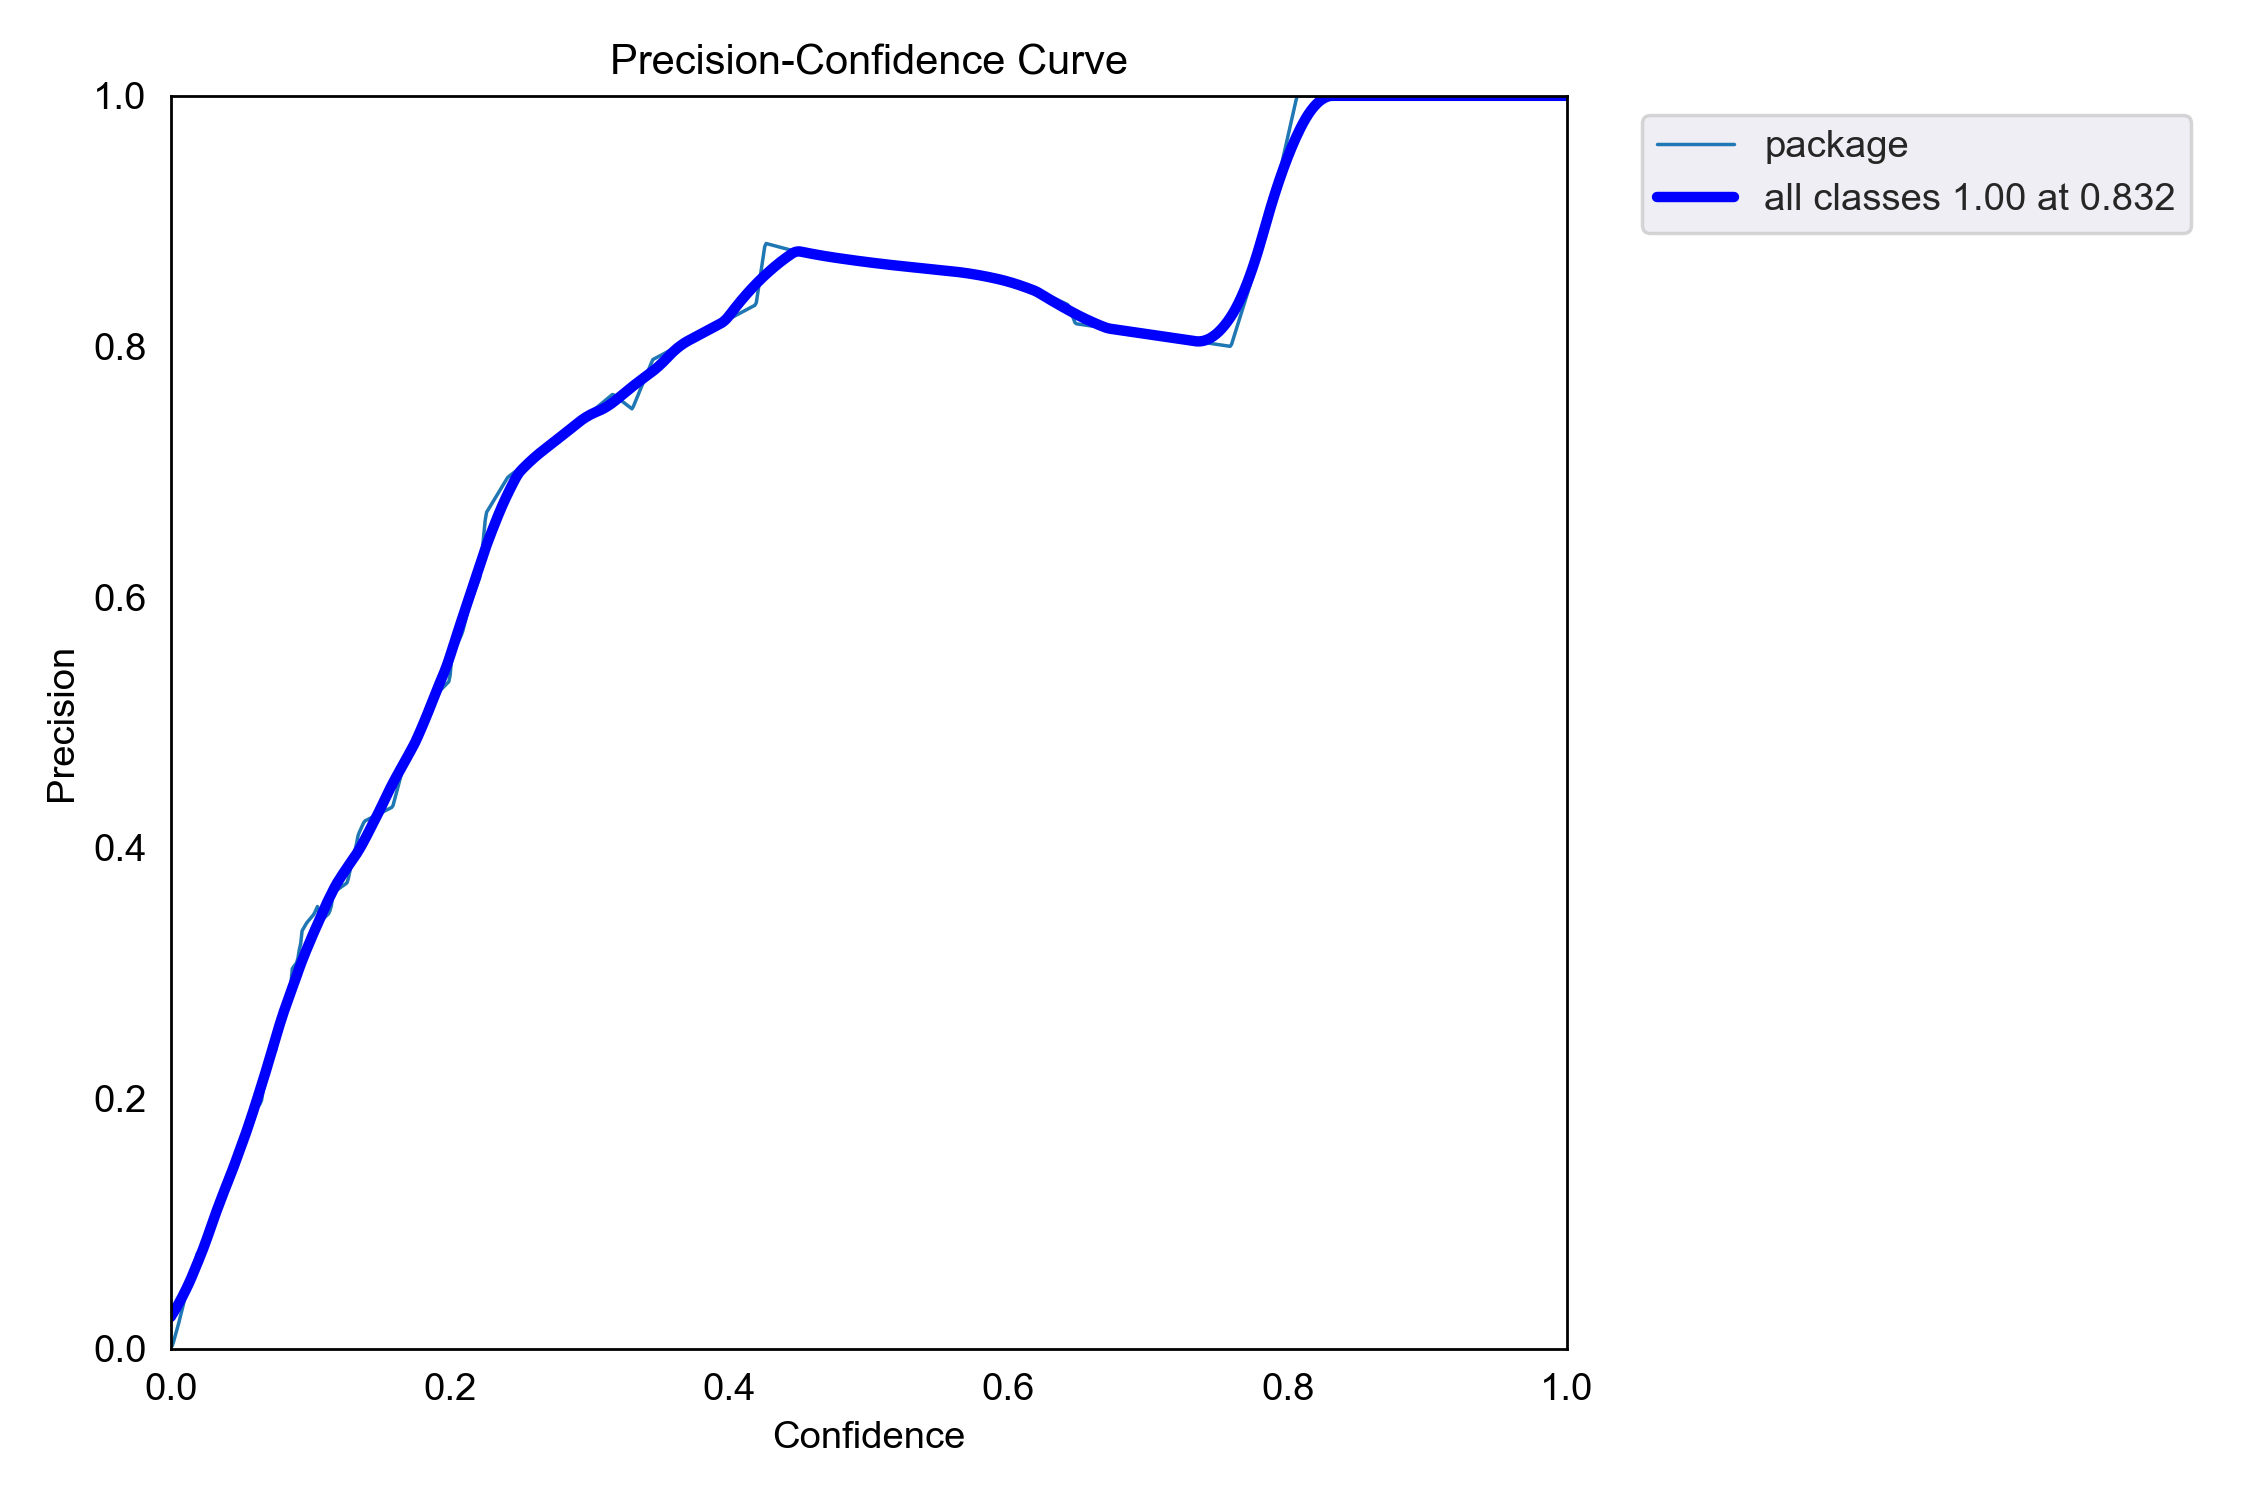 Precision-Confidence Curve
1.0
0.8
0.6
0.4
0.2
0.0
Precision
0.0 0.2 0.4 0.6 0.8 1.0
Confidence
package
all classes 1.00 at 0.832